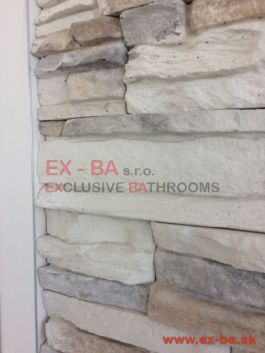 EX - BA s.r.o.
EXCLUSIVE BATHROOMS
www.ex-ba.sk